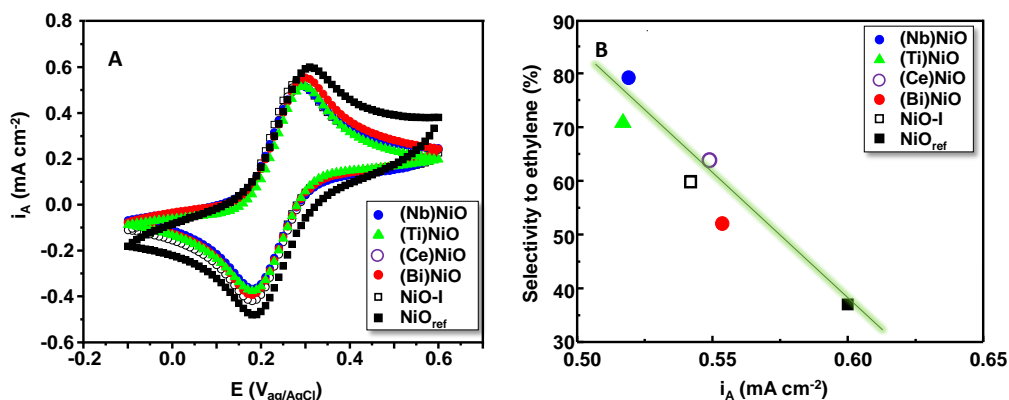 A
i_A (mA cm⁻²)
0.8
0.6
0.4
0.2
0.0
-0.2
-0.4
-0.6
0.0
0.2
0.4
0.6
E (V_ag/AgCl)
(Nb)NiO
(Ti)NiO
(Ce)NiO
(Bi)NiO
NiO-I
NiO_ref
B
Selectivity to ethylene (%)
90
80
70
60
50
40
30
0.50
0.55
0.60
0.65
i_A (mA cm⁻²)
(Nb)NiO
(Ti)NiO
(Ce)NiO
(Bi)NiO
NiO-I
NiO_ref